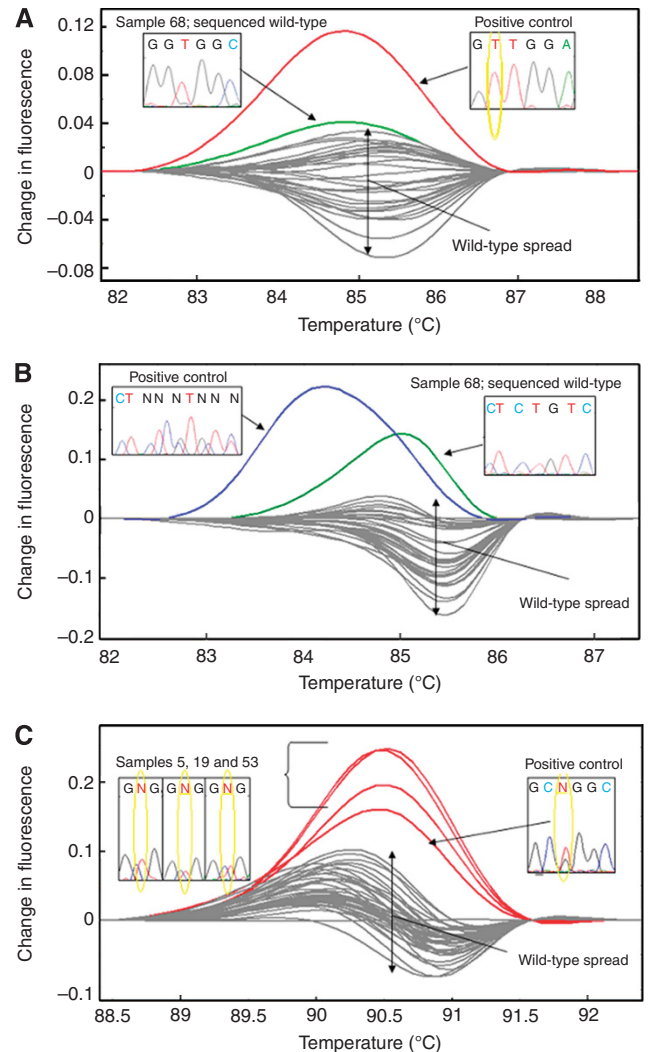 A
Sample 68; sequenced wild-type
Positive control
G G T G G C
G T T G G A
0.12
0.08
0.04
0
−0.04
−0.08
Change in fluorescence
Wild-type spread
82 83 84 85 86 87 88
Temperature (°C)
B
Positive control
Sample 68; sequenced wild-type
CT NN N TNN N
CT C T G T C
0.2
0.1
0
−0.1
−0.2
Change in fluorescence
Wild-type spread
82 83 84 85 86 87
Temperature (°C)
C
Samples 5, 19 and 53
Positive control
G N G G N G G N G
G C N G G C
0.2
0.1
0
−0.1
Change in fluorescence
Wild-type spread
88.5 89 89.5 90 90.5 91 91.5 92
Temperature (°C)